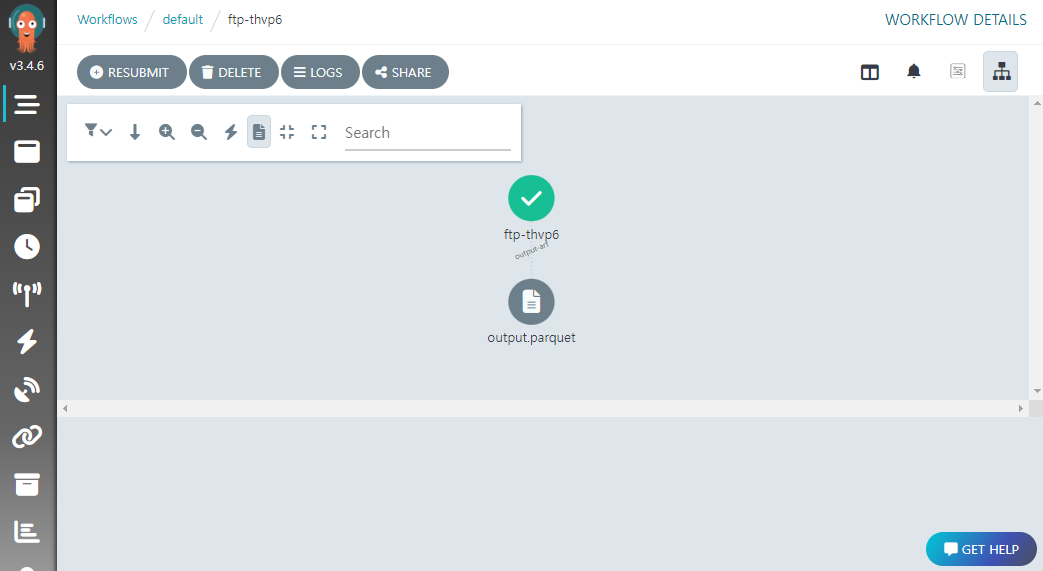 Workflows / default / ftp-thvp6
WORKFLOW DETAILS
v3.4.6
RESUBMIT DELETE LOGS SHARE
Search
ftp-thvp6
output-art
output.parquet
GET HELP